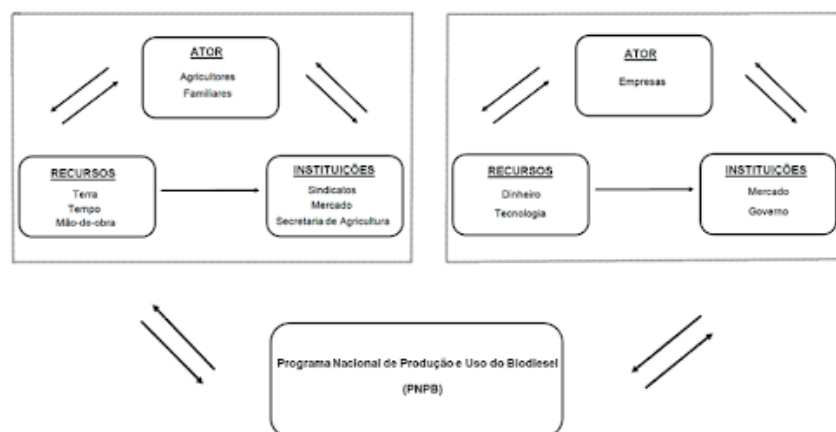 ATOR
Agricultores
Familiares
RECURSOS
Terra
Tempo
Mão-de-obra
INSTITUIÇÕES
Sindicatos
Mercado
Secretaria de Agricultura
ATOR
Empresas
RECURSOS
Dinheiro
Tecnologia
INSTITUIÇÕES
Mercado
Governo
Programa Nacional de Produção e Uso do Biodiesel
(PNPB)